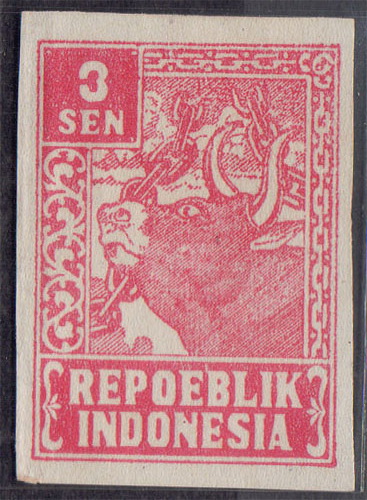 3
SEN
REPOEBLIK
INDONESIA